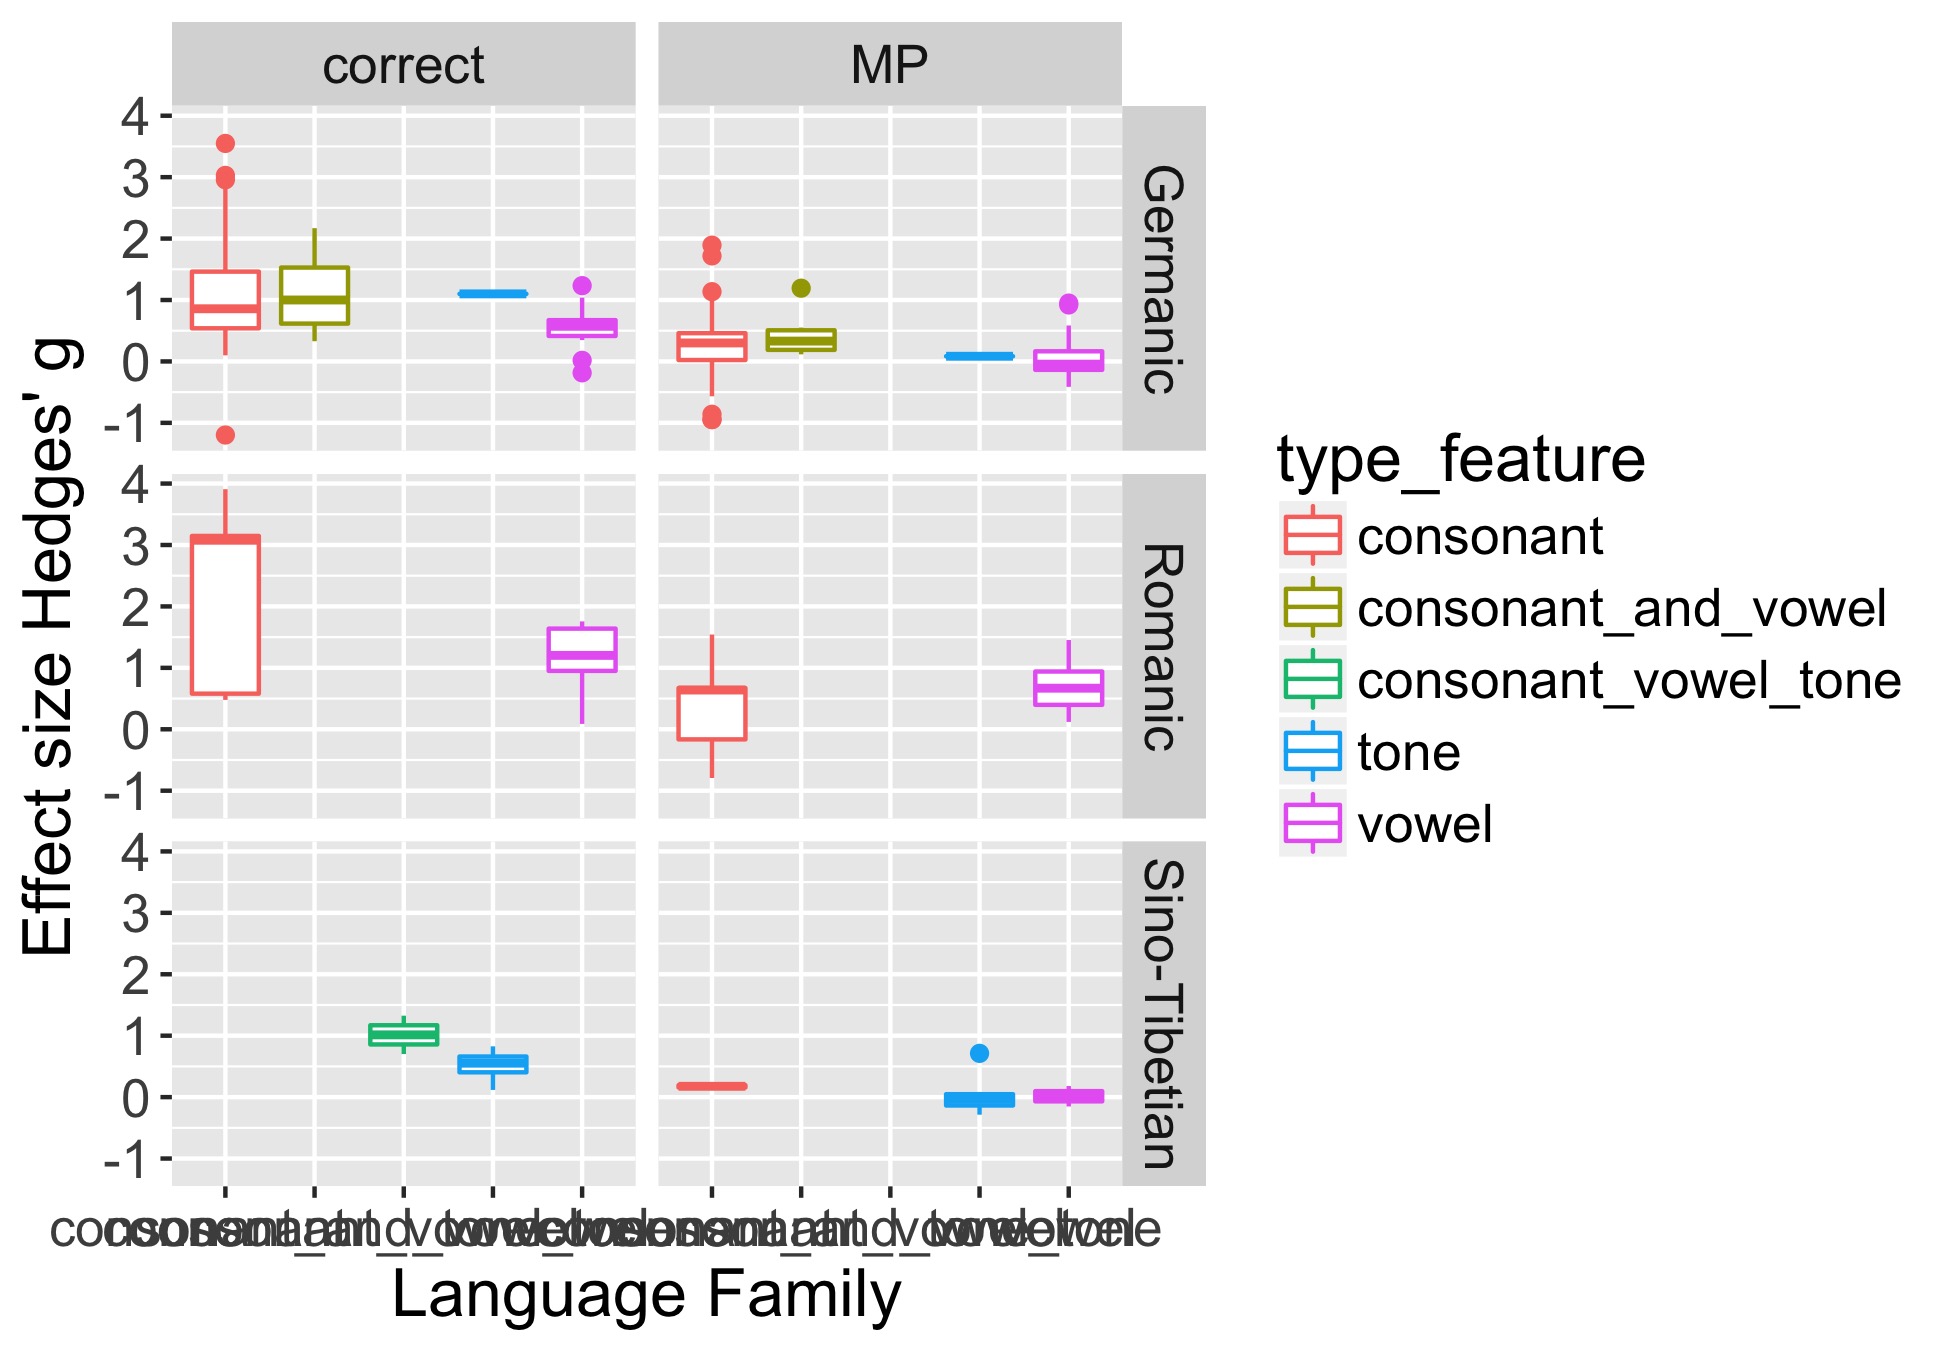 correct
MP
4
3
2
1
0
-1
Germanic
4
3
2
1
0
-1
Romanic
4
3
2
1
0
-1
Sino-Tibetian
Effect size Hedges' g
Language Family
type_feature
consonant
consonant_and_vowel
consonant_vowel_tone
tone
vowel